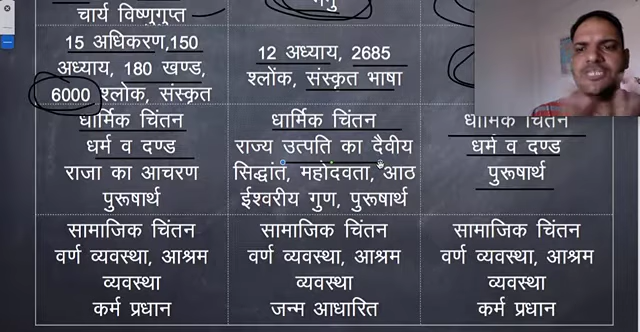 चार्य विष्णुगुप्त
मनु
15 अधिकरण,150
अध्याय, 180 खण्ड,
6000 श्लोक, संस्कृत
12 अध्याय, 2685
श्लोंक, संस्कृत भाषा
धार्मिक चिंतन
धर्म व दण्ड
राजा का आचरण
पुरूषार्थ
धार्मिक चिंतन
राज्य उत्पति का दैवीय
सिद्धांत, महोदवता, आठ
ईश्वरीय गुण, पुरूषार्थ
धार्मिक चिंतन
धर्म व दण्ड
पुरूषार्थ
सामाजिक चिंतन
वर्ण व्यवस्था, आश्रम
व्यवस्था
कर्म प्रधान
सामाजिक चिंतन
वर्ण व्यवस्था, आश्रम
व्यवस्था
जन्म आधारित
सामाजिक चिंतन
वर्ण व्यवस्था, आश्रम
व्यवस्था
कर्म प्रधान